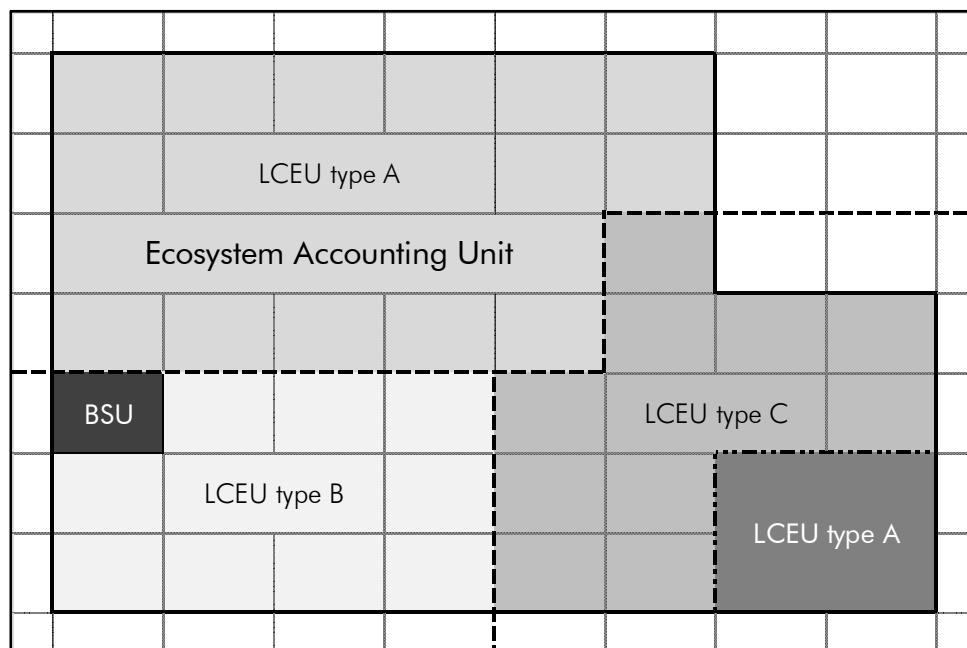 LCEU type A
Ecosystem Accounting Unit
BSU
LCEU type C
LCEU type B
LCEU type A